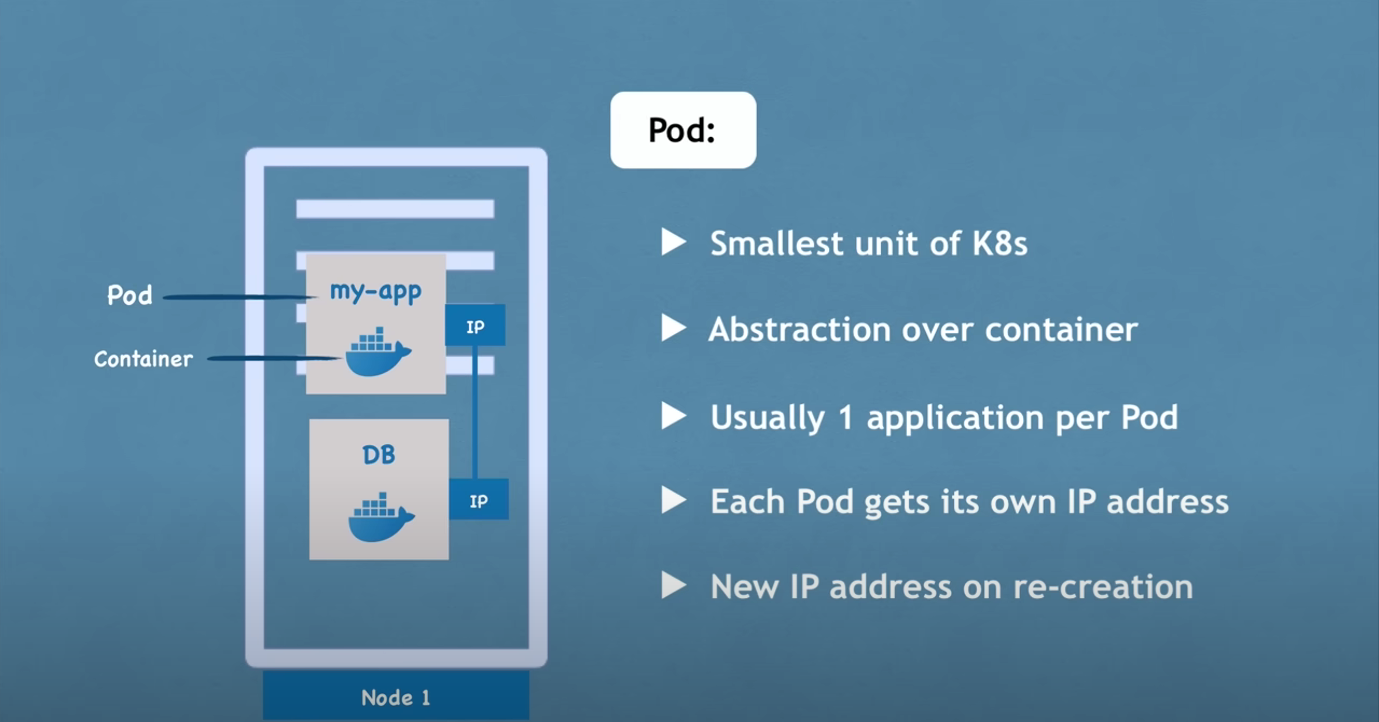 Pod:
Smallest unit of K8s
Abstraction over container
Usually 1 application per Pod
Each Pod gets its own IP address
New IP address on re-creation
Pod
Container
my-app
IP
DB
IP
Node 1